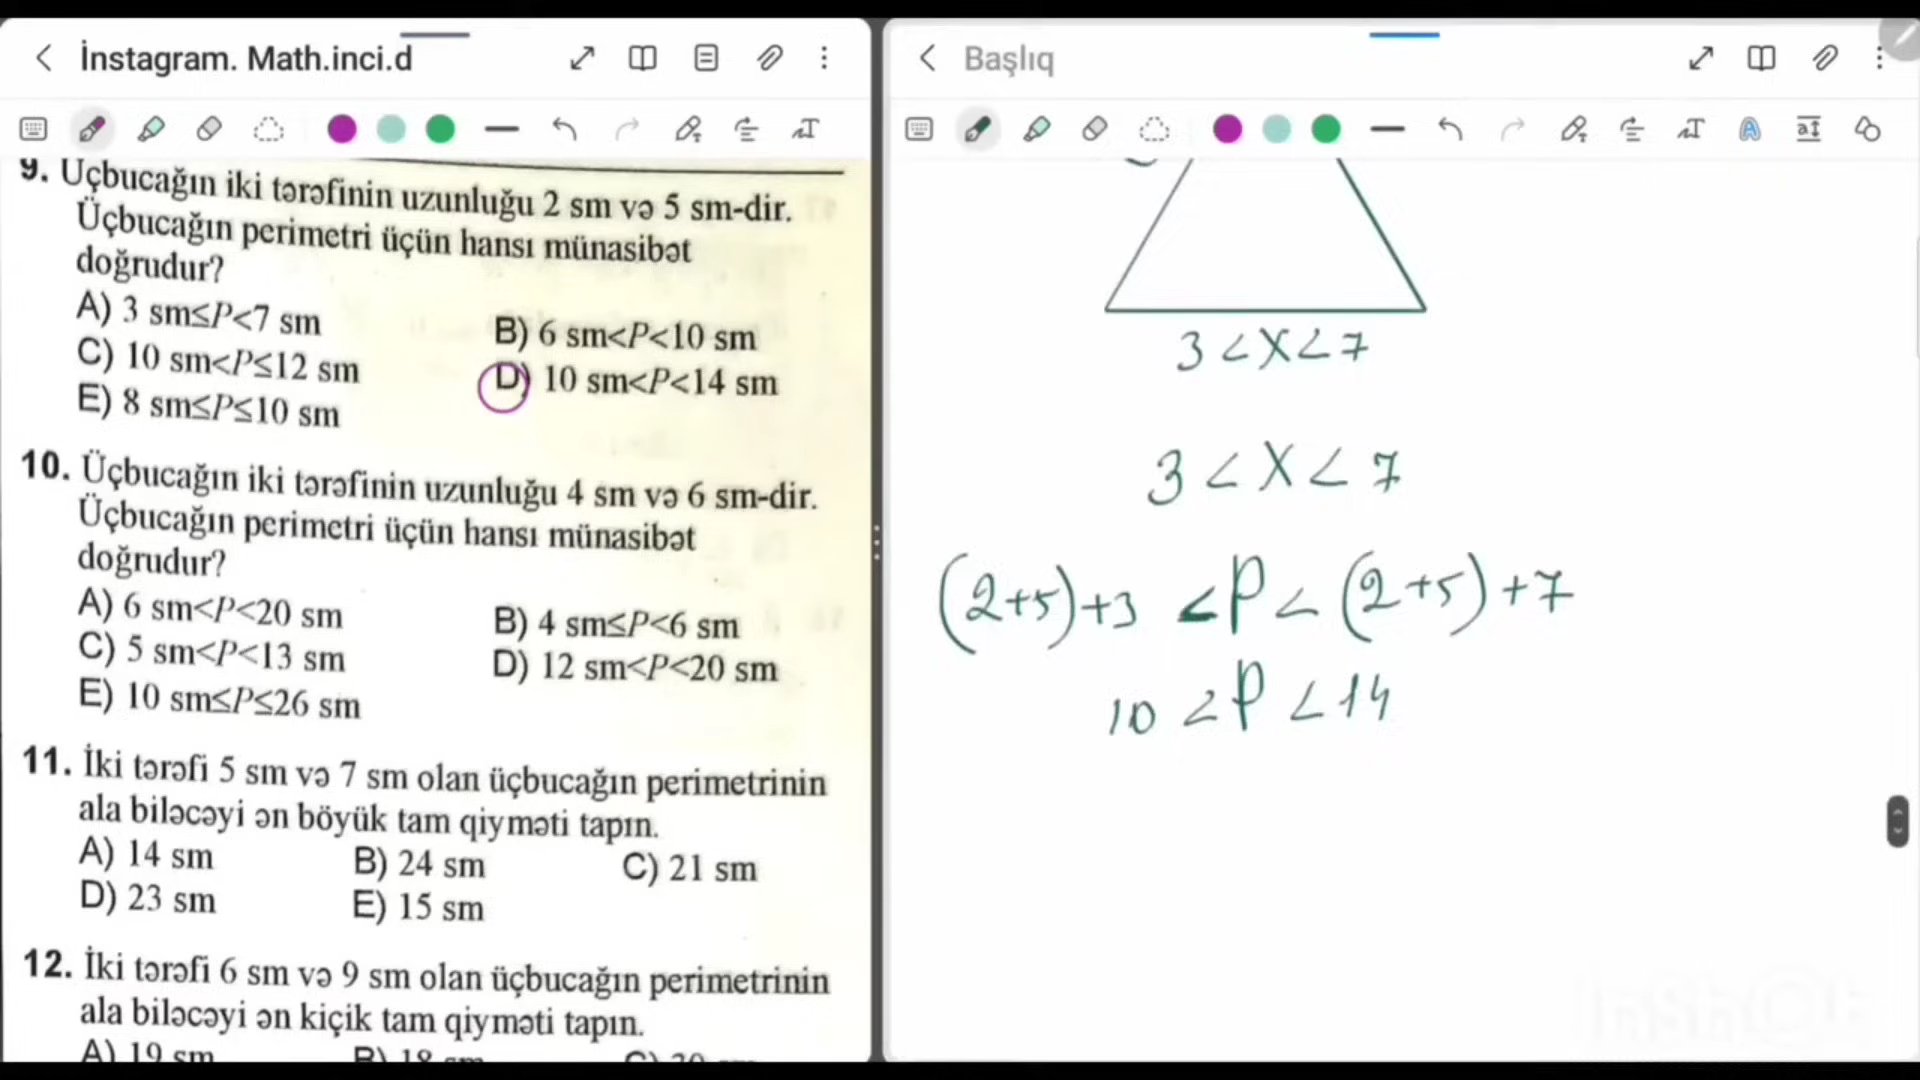 İnstagram. Math.inci.d
9. Üçbucağın iki tərəfinin uzunluğu 2 sm və 5 sm-dir.
Üçbucağın perimetri üçün hansı münasibət
doğrudur?
A) 3 sm≤P<7 sm
B) 6 sm<P<10 sm
C) 10 sm<P≤12 sm
D) 10 sm<P<14 sm
E) 8 sm≤P≤10 sm
10. Üçbucağın iki tərəfinin uzunluğu 4 sm və 6 sm-dir.
Üçbucağın perimetri üçün hansı münasibət
doğrudur?
A) 6 sm<P<20 sm
B) 4 sm≤P<6 sm
C) 5 sm<P<13 sm
D) 12 sm<P<20 sm
E) 10 sm≤P≤26 sm
11. İki tərəfi 5 sm və 7 sm olan üçbucağın perimetrinin
ala biləcəyi ən böyük tam qiyməti tapın.
A) 14 sm B) 24 sm C) 21 sm
D) 23 sm E) 15 sm
12. İki tərəfi 6 sm və 9 sm olan üçbucağın perimetrinin
ala biləcəyi ən kiçik tam qiyməti tapın.
A) 19 sm B) 18 sm C) 20 sm
Başlıq
3 < X < 7
3 < X < 7
(2+5)+3 < P < (2+5)+7
10 < P < 14